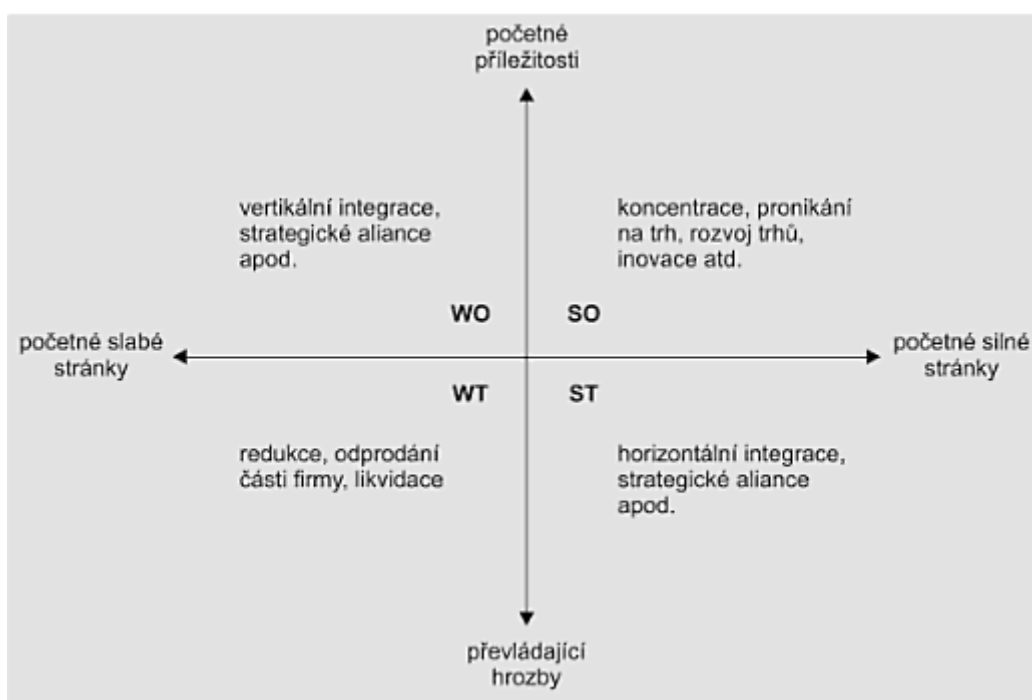 početné
příležitosti
vertikální integrace,
strategické aliance
apod.
koncentrace, pronikání
na trh, rozvoj trhů,
inovace atd.
WO
SO
početné slabé
stránky
početné silné
stránky
WT
ST
redukce, odprodání
části firmy, likvidace
horizontální integrace,
strategické aliance
apod.
převládající
hrozby